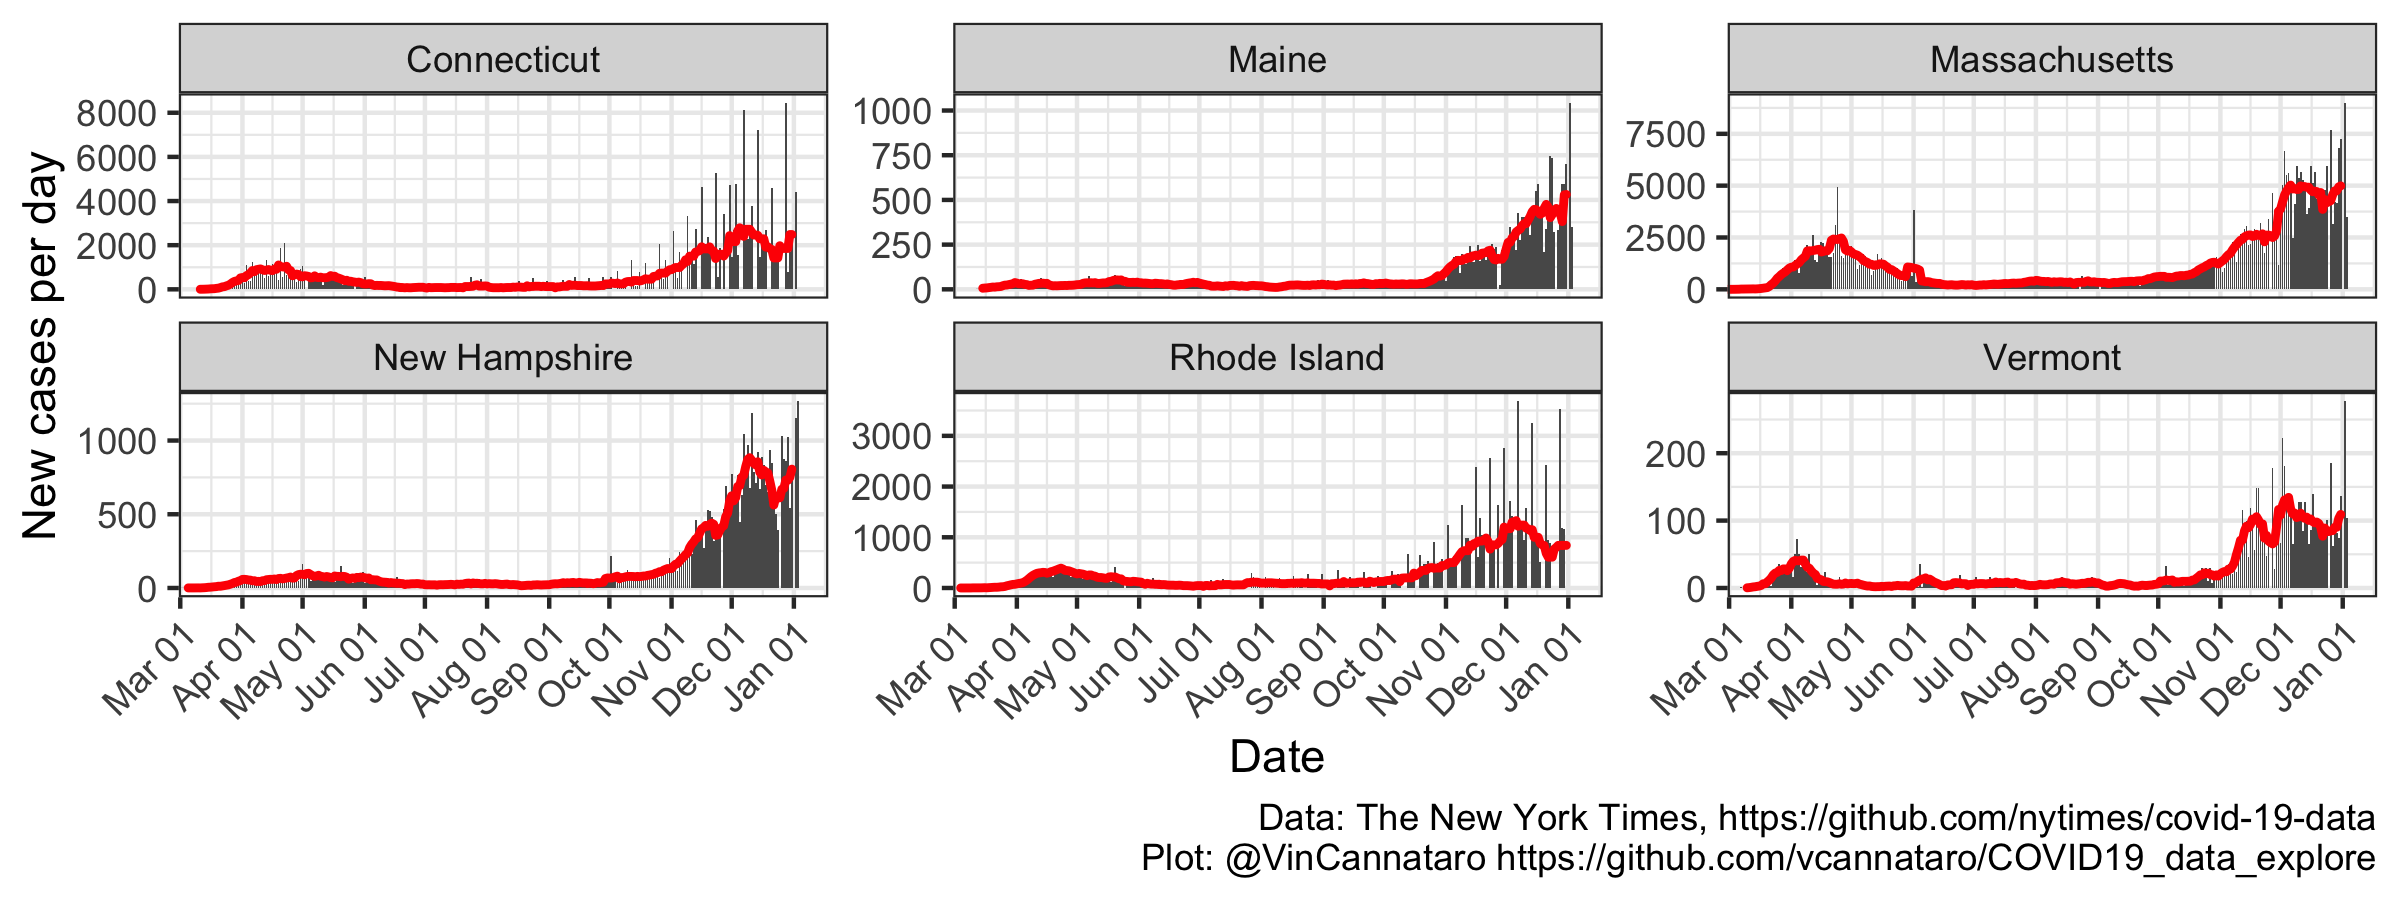 Connecticut
Maine
Massachusetts
8000
6000
4000
2000
0
1000
750
500
250
0
7500
5000
2500
0
New Hampshire
Rhode Island
Vermont
1000
500
0
3000
2000
1000
0
200
100
0
New cases per day
Mar 01 Apr 01 May 01 Jun 01 Jul 01 Aug 01 Sep 01 Oct 01 Nov 01 Dec 01 Jan 01
Mar 01 Apr 01 May 01 Jun 01 Jul 01 Aug 01 Sep 01 Oct 01 Nov 01 Dec 01 Jan 01
Mar 01 Apr 01 May 01 Jun 01 Jul 01 Aug 01 Sep 01 Oct 01 Nov 01 Dec 01 Jan 01
Date
Data: The New York Times, https://github.com/nytimes/covid-19-data
Plot: @VinCannataro https://github.com/vcannataro/COVID19_data_explore